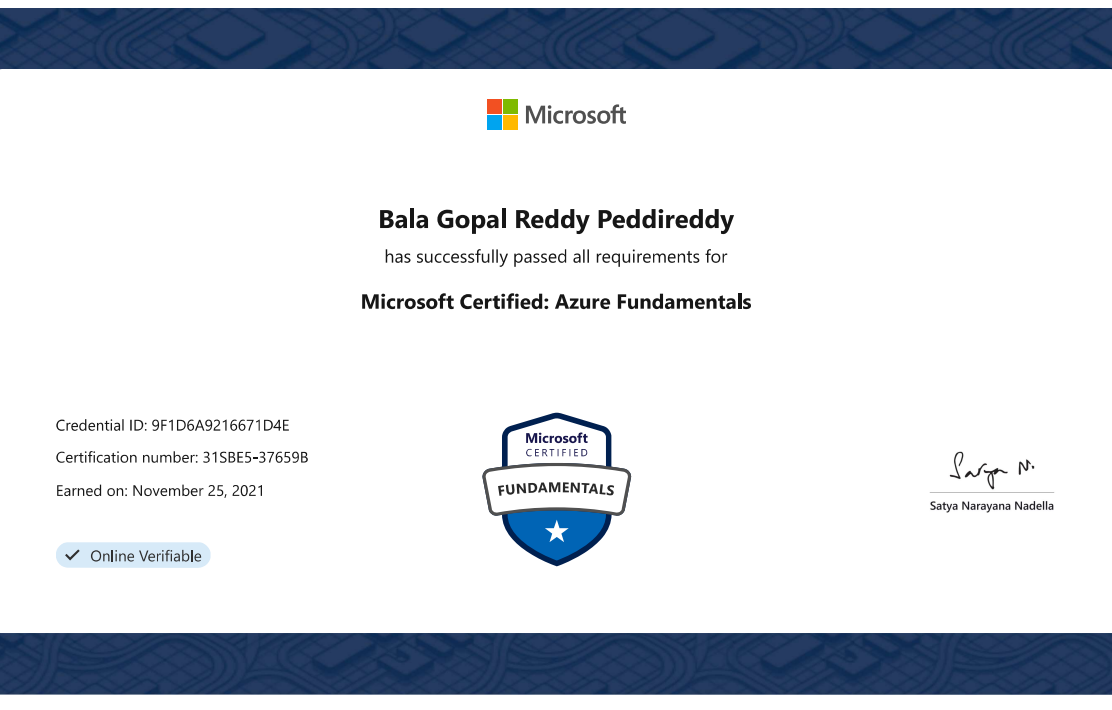 Microsoft
Bala Gopal Reddy Peddireddy
has successfully passed all requirements for
Microsoft Certified: Azure Fundamentals
Credential ID: 9F1D6A9216671D4E
Certification number: 31SBE5-37659B
Earned on: November 25, 2021
Online Verifiable
Microsoft
CERTIFIED
FUNDAMENTALS
Satya N.
Satya Narayana Nadella